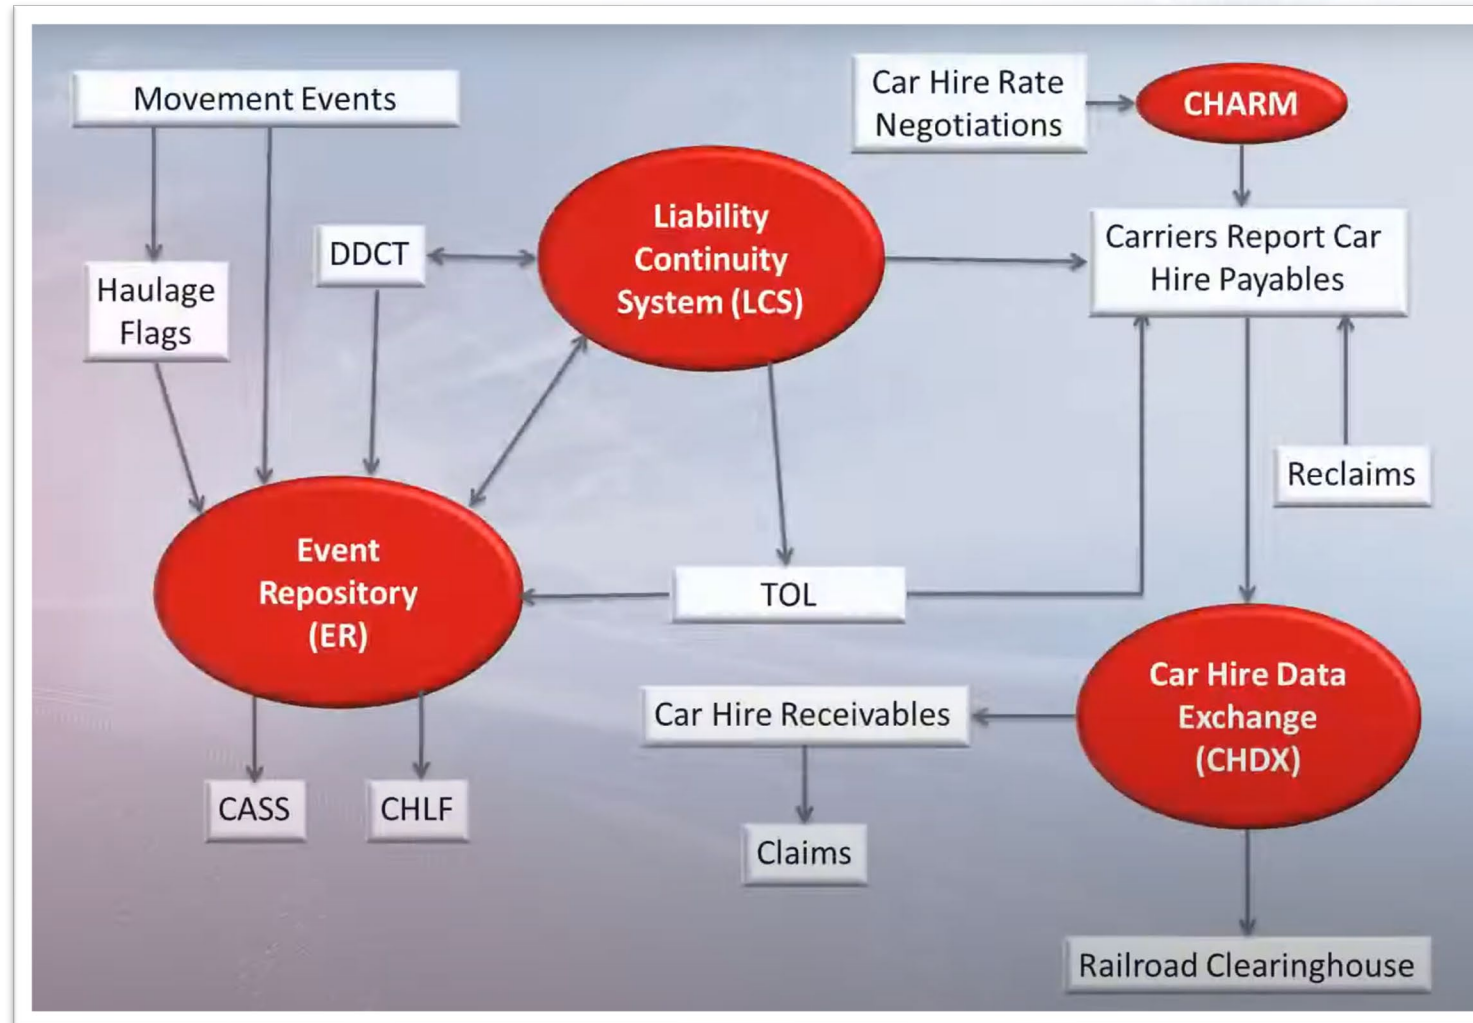 Movement Events
Car Hire Rate
Negotiations
CHARM
Liability
Continuity
System (LCS)
DDCT
Carriers Report Car
Hire Payables
Haulage
Flags
Reclaims
Event
Repository
(ER)
TOL
Car Hire Data
Exchange
(CHDX)
Car Hire Receivables
CASS
CHLF
Claims
Railroad Clearinghouse